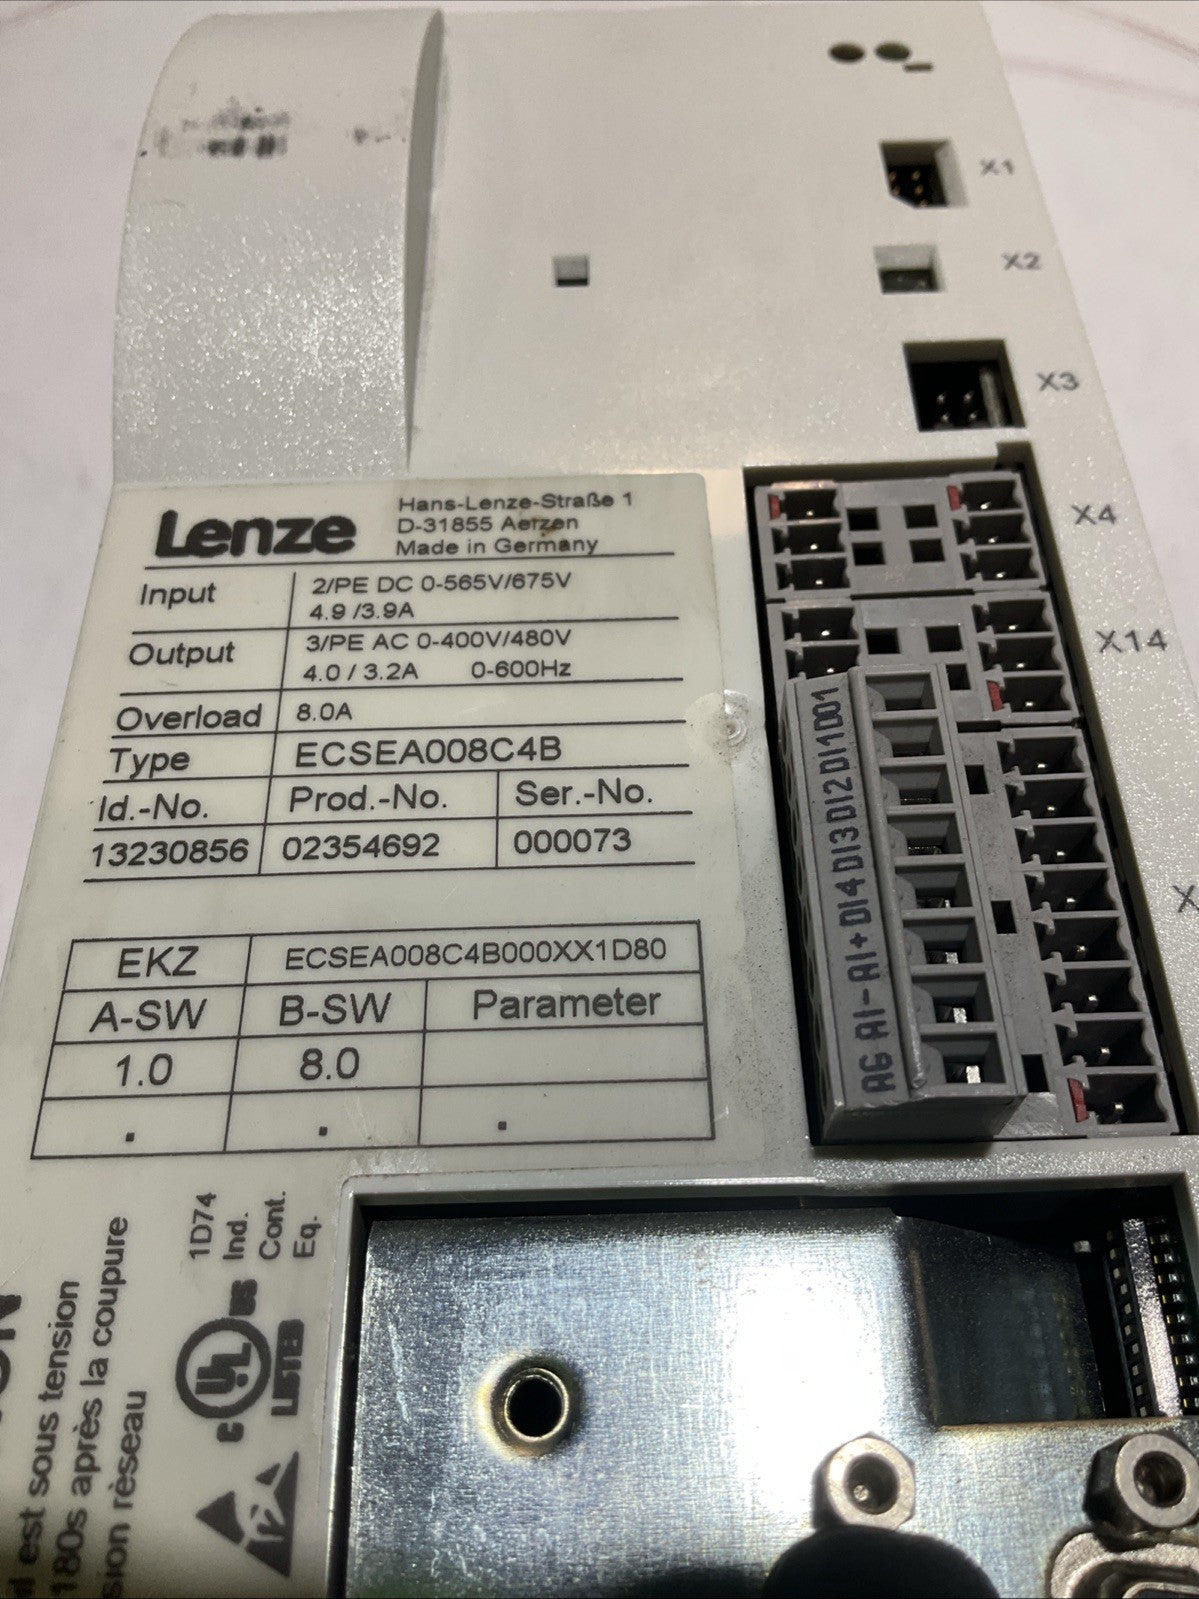 X1
X2
X3
X4
X14
Lenze
Hans-Lenze-Straße 1
D-31855 Aerzen
Made in Germany
Input 2/PE DC 0-565V/675V
4.9 /3.9A
Output 3/PE AC 0-400V/480V
4.0 / 3.2A 0-600Hz
Overload 8.0A
Type ECSEA008C4B
Id.-No. Prod.-No. Ser.-No.
13230856 02354692 000073
EKZ ECSEA008C4B000XX1D80
A-SW B-SW Parameter
1.0 8.0
. . .
AG AI- AI+ DI4 DI3 DI2 DI1 DO1
1D74
Ind.
Cont.
Eq.
C UL US
LISTED
est sous tension
180s après la coupure
rèseau